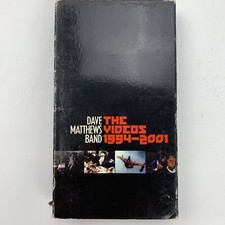 DAVE THE
MATTHEWS VIDEOS
BAND 1994-2001